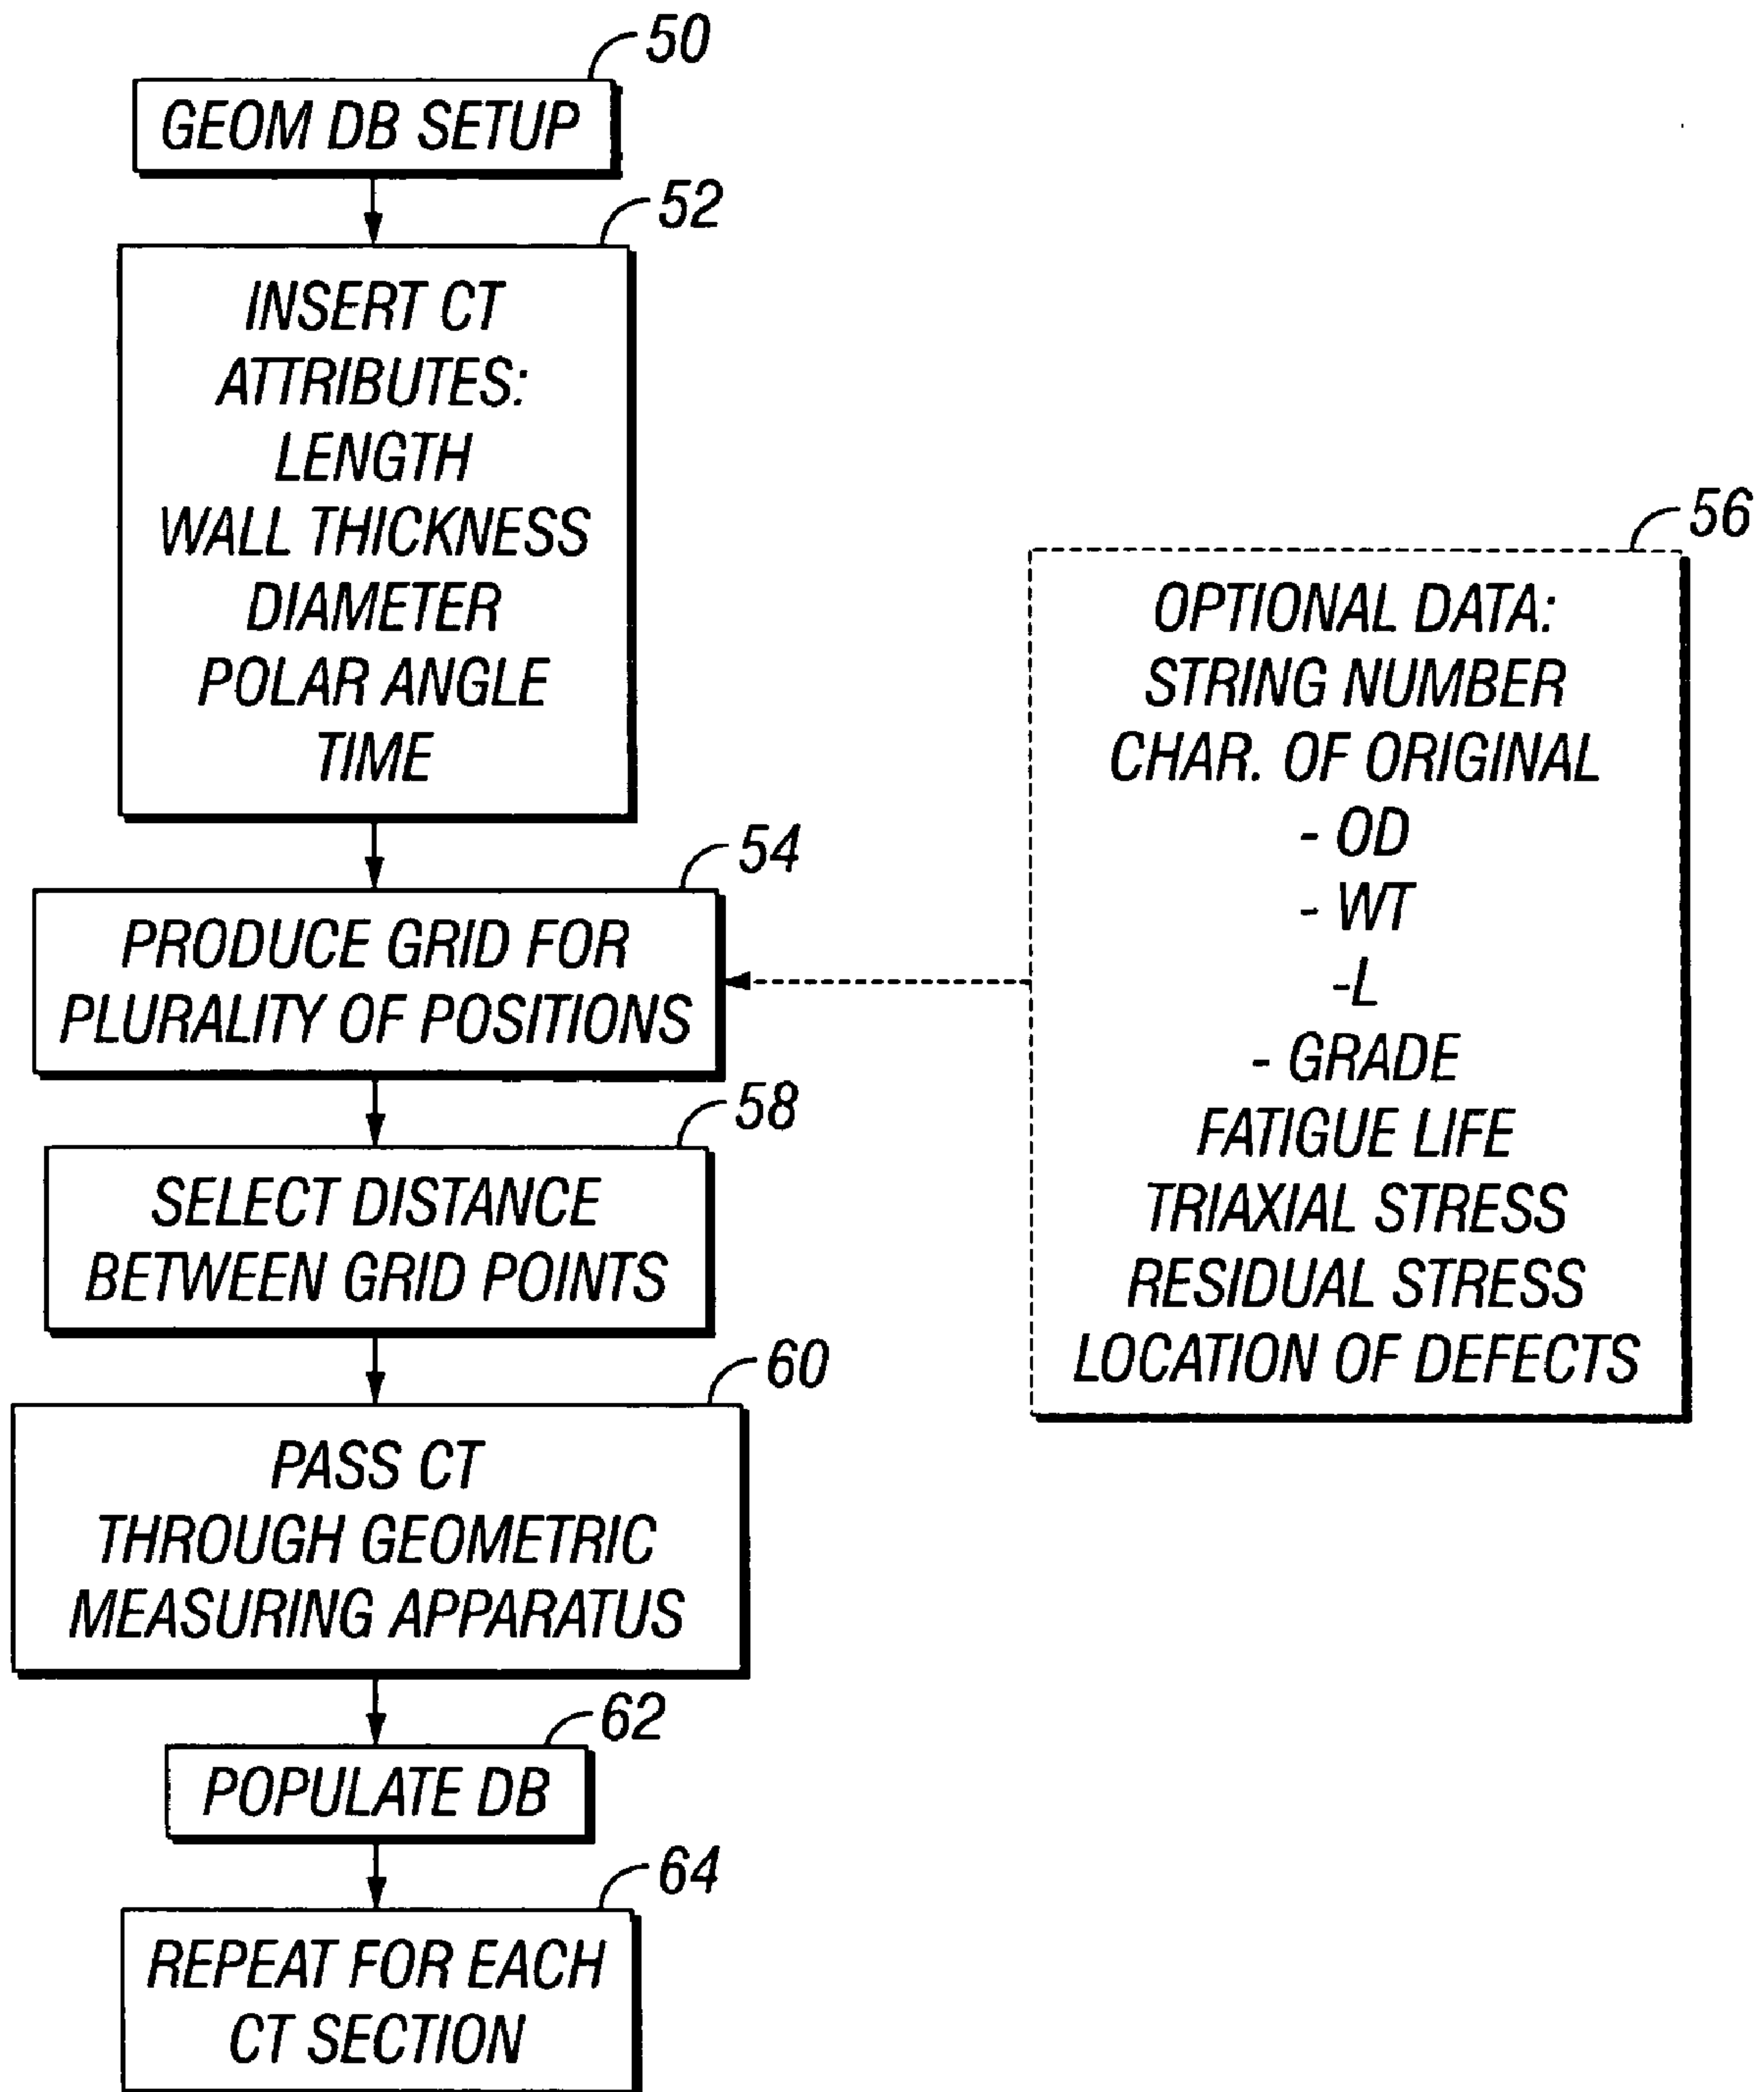 50
GEOM DB SETUP
52
INSERT CT
ATTRIBUTES:
LENGTH
WALL THICKNESS
DIAMETER
POLAR ANGLE
TIME
54
PRODUCE GRID FOR
PLURALITY OF POSITIONS
56
OPTIONAL DATA:
STRING NUMBER
CHAR. OF ORIGINAL
- OD
- WT
-L
- GRADE
FATIGUE LIFE
TRIAXIAL STRESS
RESIDUAL STRESS
LOCATION OF DEFECTS
58
SELECT DISTANCE
BETWEEN GRID POINTS
60
PASS CT
THROUGH GEOMETRIC
MEASURING APPARATUS
62
POPULATE DB
64
REPEAT FOR EACH
CT SECTION